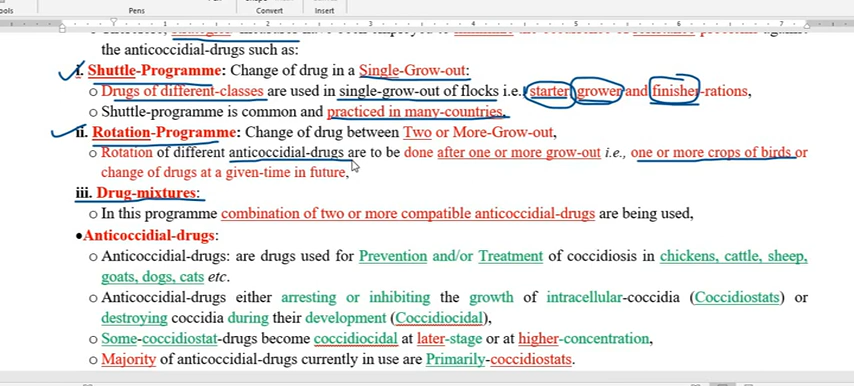 Pens
Convert
Insert
1 2 3 4 5 6 7
the anticoccidial-drugs such as:
i. Shuttle-Programme: Change of drug in a Single-Grow-out:
o Drugs of different-classes are used in single-grow-out of flocks i.e. starter grower and finisher-rations,
o Shuttle-programme is common and practiced in many-countries,
ii. Rotation-Programme: Change of drug between Two or More-Grow-out,
o Rotation of different anticoccidial-drugs are to be done after one or more grow-out i.e., one or more crops of birds or
change of drugs at a given-time in future,
iii. Drug-mixtures:
o In this programme combination of two or more compatible anticoccidial-drugs are being used,
•Anticoccidial-drugs:
o Anticoccidial-drugs: are drugs used for Prevention and/or Treatment of coccidiosis in chickens, cattle, sheep,
goats, dogs, cats etc.
o Anticoccidial-drugs either arresting or inhibiting the growth of intracellular-coccidia (Coccidiostats) or
destroying coccidia during their development (Coccidiocidal),
o Some-coccidiostat-drugs become coccidiocidal at later-stage or at higher-concentration,
o Majority of anticoccidial-drugs currently in use are Primarily-coccidiostats.